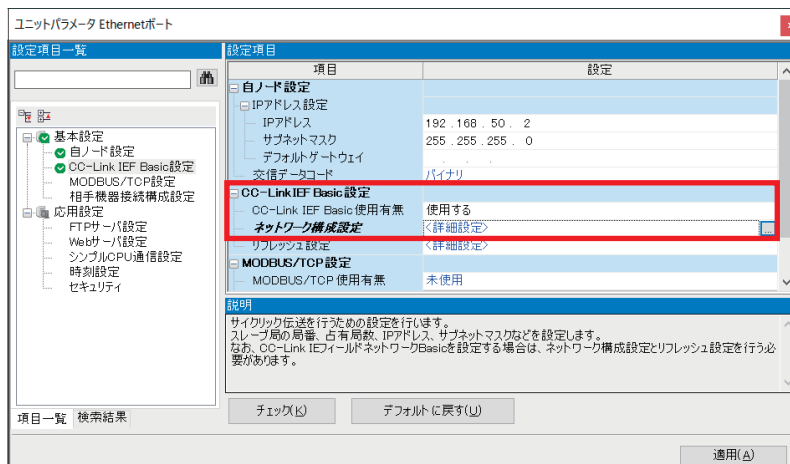 ユニットパラメータ Ethernetポート
設定項目一覧
基本設定
自ノード設定
CC-Link IEF Basic設定
MODBUS/TCP設定
相手機器接続構成設定
応用設定
FTPサーバ設定
Webサーバ設定
シンプルCPU通信設定
時刻設定
セキュリティ
項目一覧 検索結果
設定項目
項目 設定
自ノード設定
IPアドレス設定
IPアドレス 192 . 168 . 50 . 2
サブネットマスク 255 . 255 . 255 . 0
デフォルトゲートウェイ . . .
交信データコード バイナリ
CC-LinkIEF Basic設定
CC-Link IEF Basic使用有無 使用する
ネットワーク構成設定 <詳細設定> ...
リフレッシュ設定 <詳細設定>
MODBUS/TCP設定
MODBUS/TCP使用有無 未使用
説明
サイクリック伝送を行うための設定を行います。
スレーブ局の局番、占有局数、IPアドレス、サブネットマスクなどを設定します。
なお、CC-Link IEフィールドネットワークBasicを設定する場合は、ネットワーク構成設定とリフレッシュ設定を行う必
要があります。
チェック(K) デフォルトに戻す(U)
適用(A)